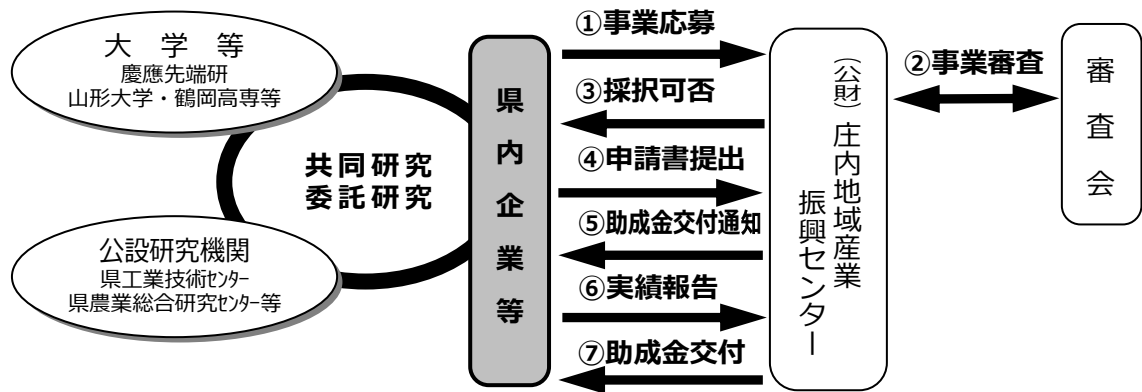 大　学　等
慶應先端研
山形大学・鶴岡高専等
共同研究
委託研究
公設研究機関
県工業技術ｾﾝﾀｰ
県農業総合研究ｾﾝﾀｰ等
県内企業等
①事業応募
③採択可否
④申請書提出
⑤助成金交付通知
⑥実績報告
⑦助成金交付
（公財）庄内地域産業
振興センター
②事業審査
審査会